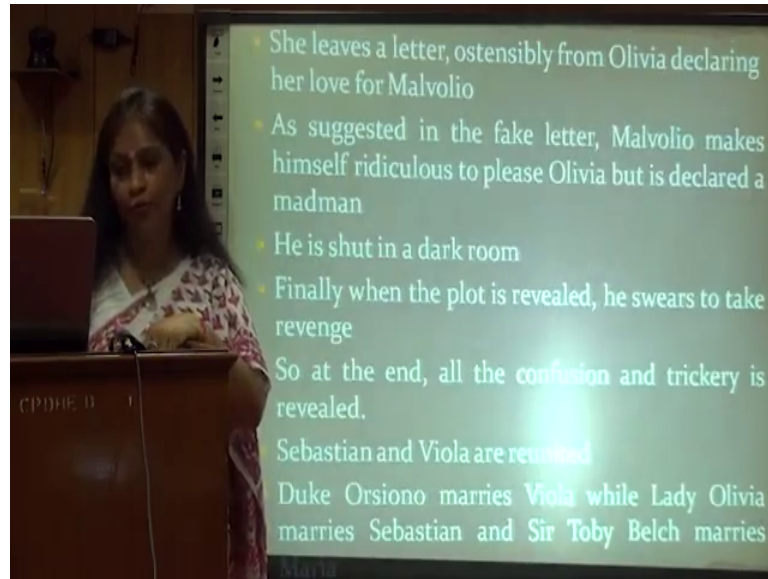 She leaves a letter, ostensibly from Olivia declaring
her love for Malvolio
As suggested in the fake letter, Malvolio makes
himself ridiculous to please Olivia but is declared a
madman
He is shut in a dark room
Finally when the plot is revealed, he swears to take
revenge
So at the end, all the confusion and trickery is
revealed.
Sebastian and Viola are reunited
Duke Orsiono marries Viola while Lady Olivia
marries Sebastian and Sir Toby Belch marries
Maria
CPDHE